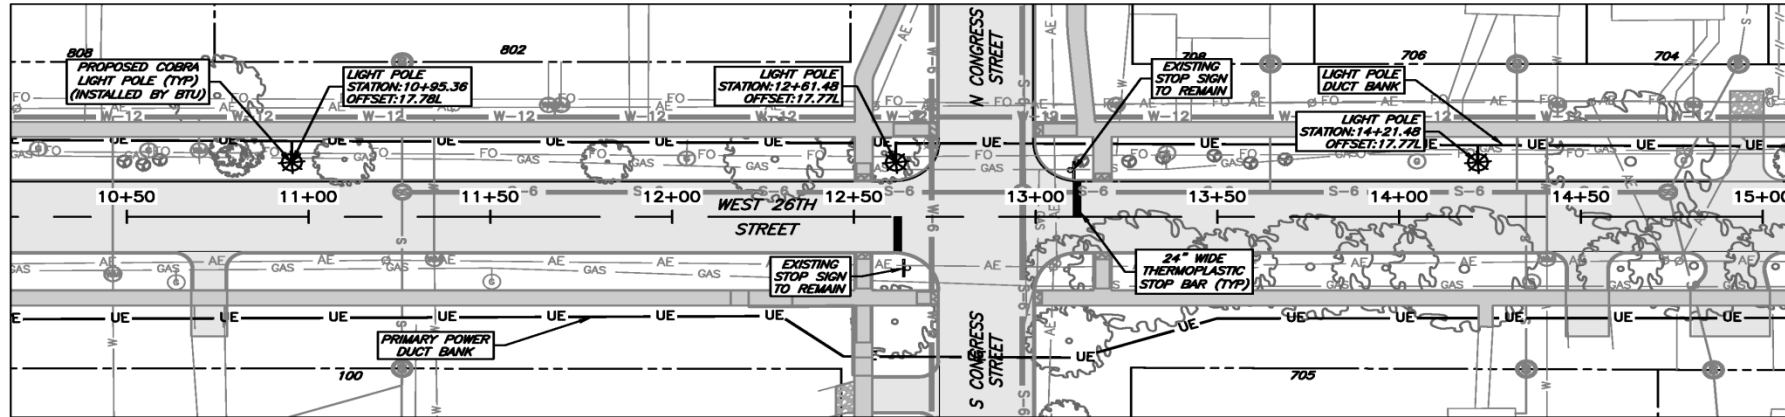 808
802
708
706
704
PROPOSED COBRA
LIGHT POLE (TYP)
(INSTALLED BY BTU)
LIGHT POLE
STATION:10+95.36
OFFSET:17.78L
LIGHT POLE
STATION:12+61.48
OFFSET:17.77L
N CONGRESS
STREET
EXISTING
STOP SIGN
TO REMAIN
LIGHT POLE
DUCT BANK
LIGHT POLE
STATION:14+21.48
OFFSET:17.77L
FO
AE
W-12
UE
GAS
S-6
W-6
10+50
11+00
11+50
12+00
12+50
13+00
13+50
14+00
14+50
15+00
WEST 26TH
STREET
EXISTING
STOP SIGN
TO REMAIN
24" WIDE
THERMOPLASTIC
STOP BAR (TYP)
PRIMARY POWER
DUCT BANK
S CONGRESS
STREET
100
705